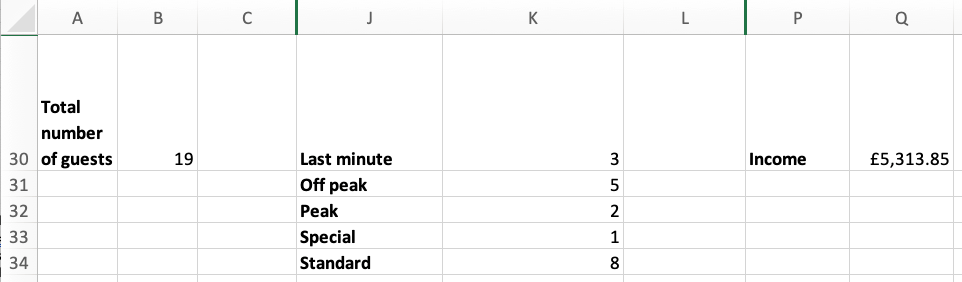 A B C J K L P Q
Total
number
30 of guests 19 Last minute 3 Income £5,313.85
31 Off peak 5
32 Peak 2
33 Special 1
34 Standard 8